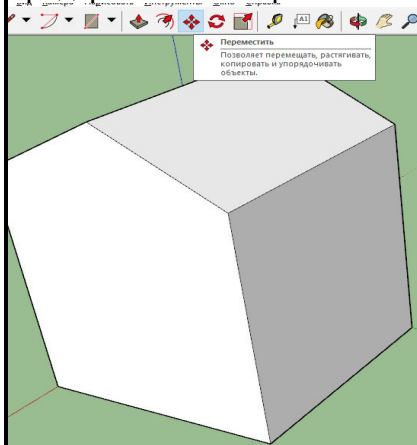 Переместить
Позволяет перемещать, растягивать,
копировать и упорядочивать
объекты.